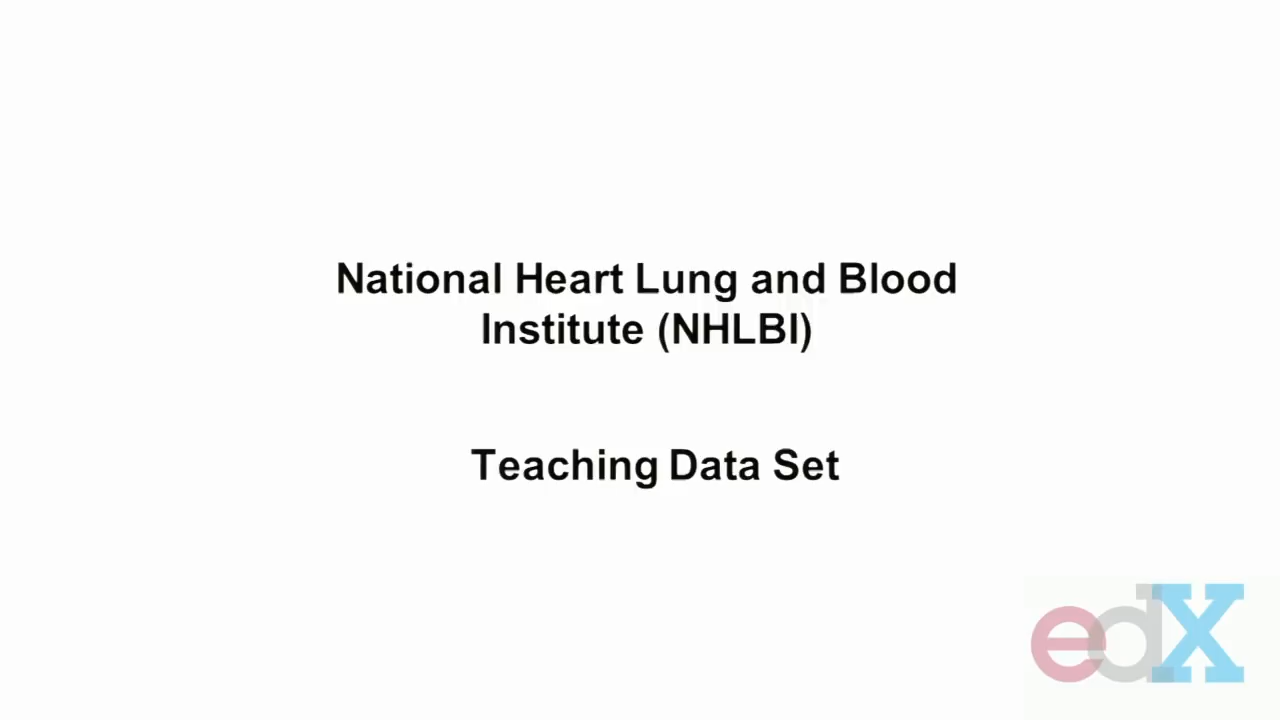 National Heart Lung and Blood
Institute (NHLBI)
Teaching Data Set
edX